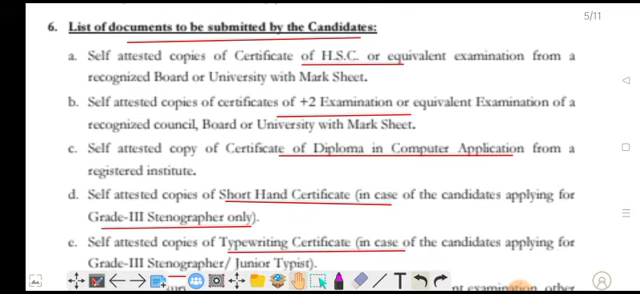 5/11
6. List of documents to be submitted by the Candidates:
a. Self attested copies of Certificate of H.S.C. or equivalent examination from a
recognized Board or University with Mark Sheet.
b. Self attested copies of certificates of +2 Examination or equivalent Examination of a
recognized council, Board or University with Mark Sheet.
c. Self attested copy of Certificate of Diploma in Computer Application from a
registered institute.
d. Self attested copies of Short Hand Certificate (in case of the candidates applying for
Grade-III Stenographer only).
e. Self attested copies of Typewriting Certificate (in case of the candidates applying for
Grade-III Stenographer/ Junior Typist).
examination other